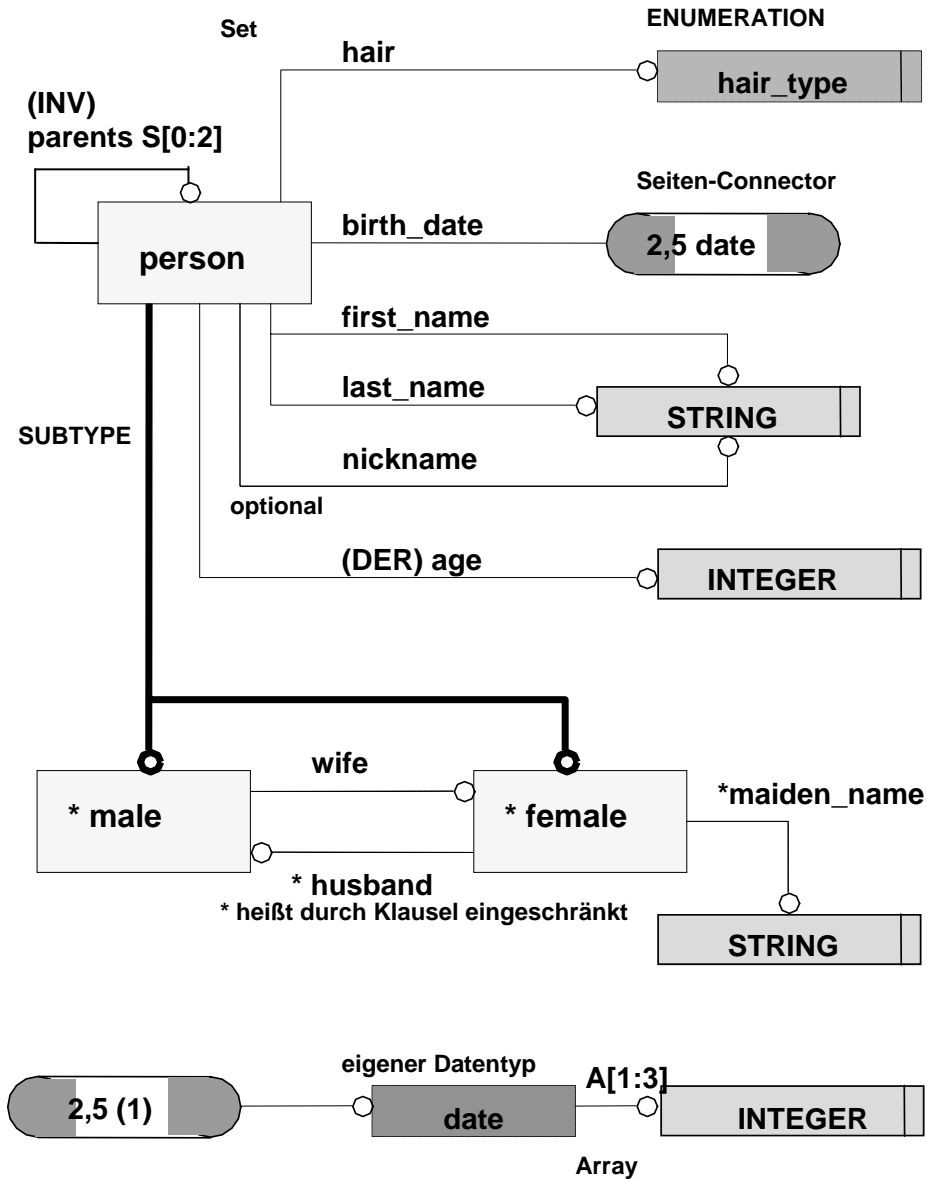 ENUMERATION
Set
hair
hair_type
(INV)
parents S[0:2]
Seiten-Connector
person
birth_date
2,5 date
first_name
last_name
STRING
SUBTYPE
nickname
optional
(DER) age
INTEGER
wife
* male
* female
*maiden_name
* husband
* heißt durch Klausel eingeschränkt
STRING
eigener Datentyp
A[1:3]
2,5 (1)
date
INTEGER
Array